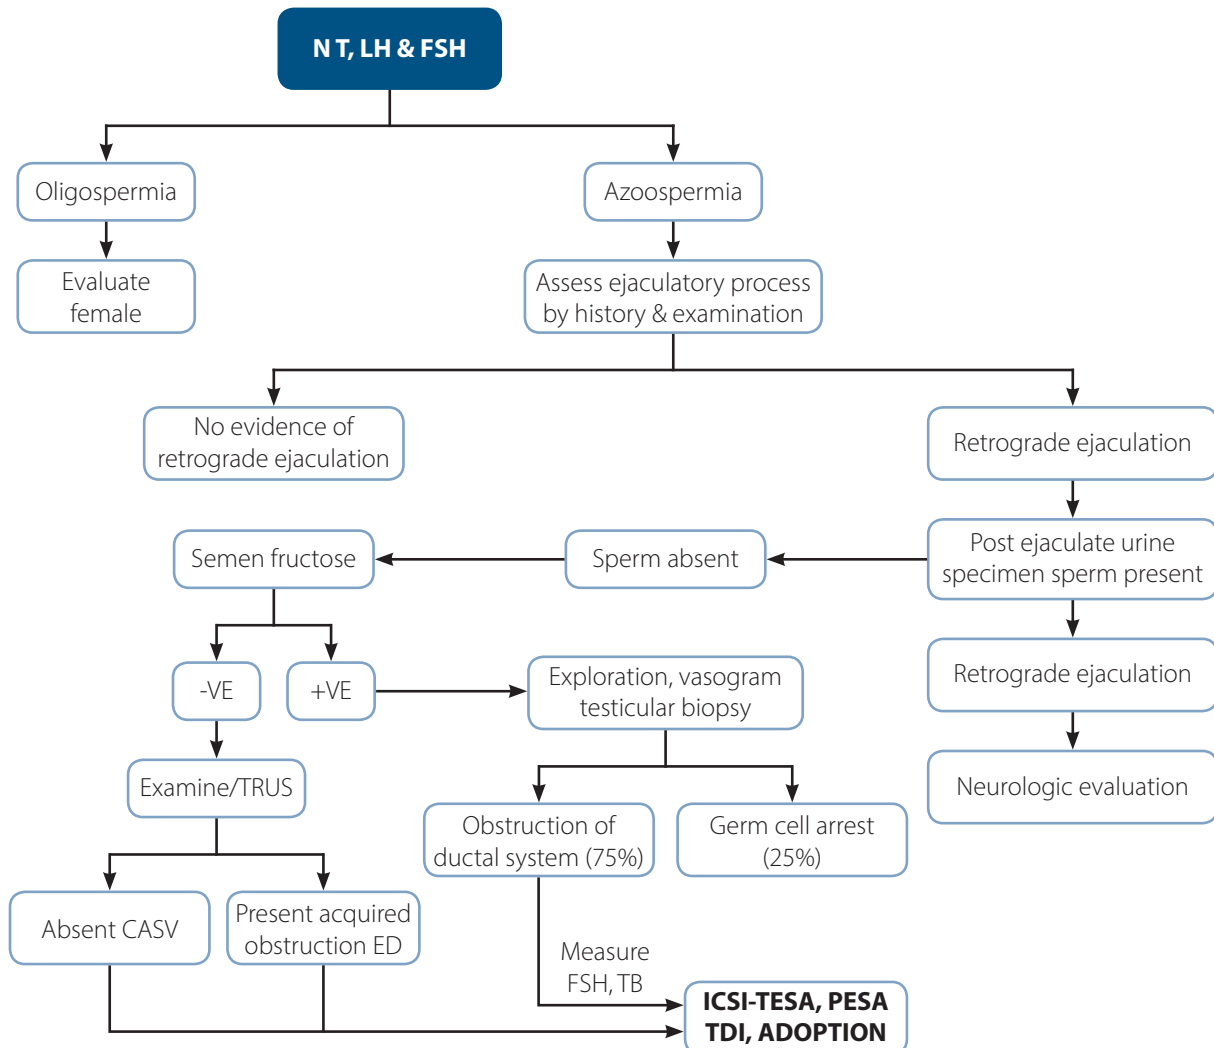 N T, LH & FSH
Oligospermia
Azoospermia
Evaluate
female
Assess ejaculatory process
by history & examination
No evidence of
retrograde ejaculation
Retrograde ejaculation
Semen fructose
Sperm absent
Post ejaculate urine
specimen sperm present
-VE
+VE
Exploration, vasogram
testicular biopsy
Retrograde ejaculation
Examine/TRUS
Neurologic evaluation
Obstruction of
ductal system (75%)
Germ cell arrest
(25%)
Absent CASV
Present acquired
obstruction ED
Measure
FSH, TB
ICSI-TESA, PESA
TDI, ADOPTION